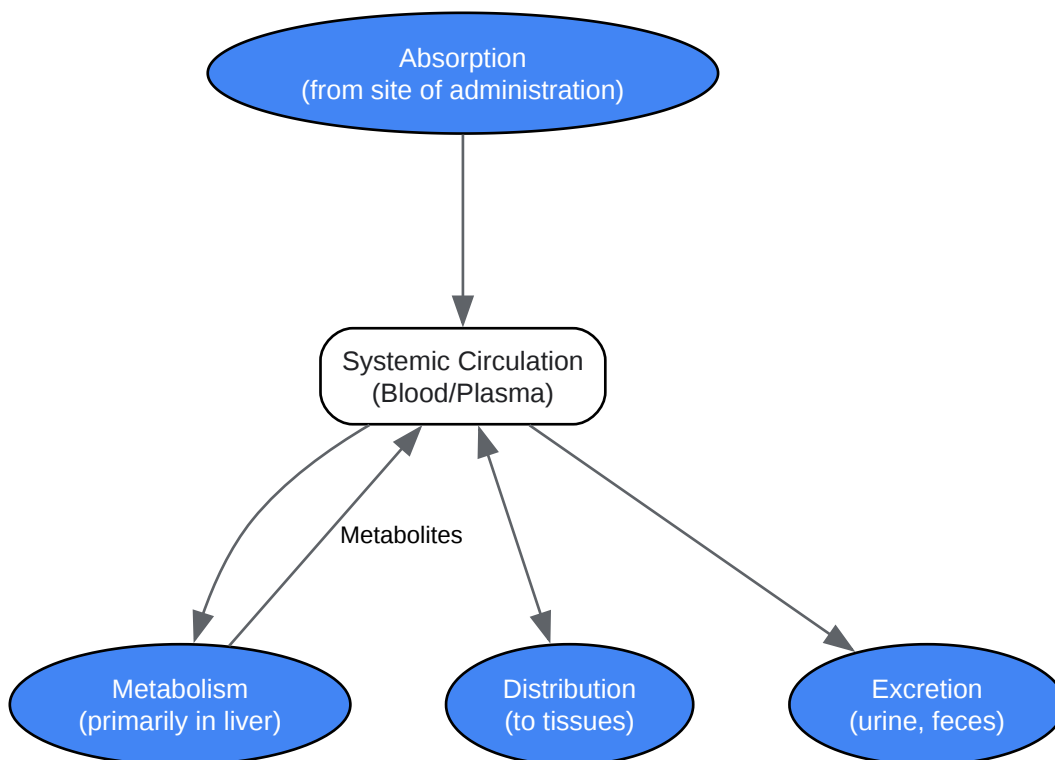 Absorption
(from site of administration)
Systemic Circulation
(Blood/Plasma)
Metabolites
Metabolism
(primarily in liver)
Distribution
(to tissues)
Excretion
(urine, feces)